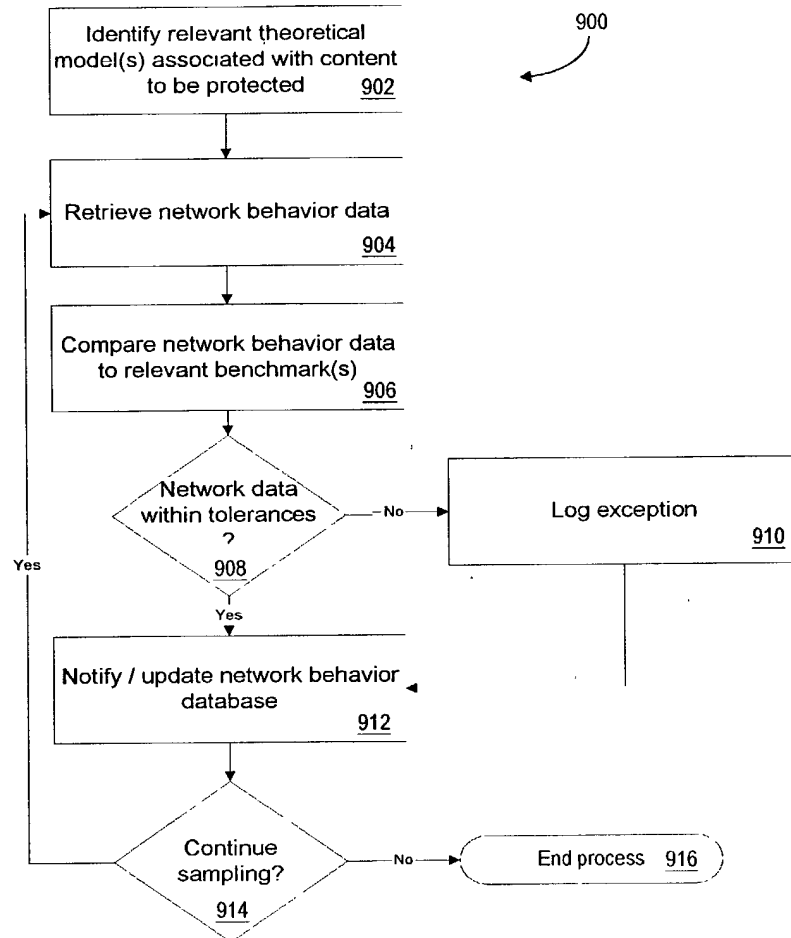 Identify relevant theoretical
model(s) associated with content
to be protected
902
900
Retrieve network behavior data
904
Compare network behavior data
to relevant benchmark(s)
906
Network data
within tolerances
?
908
No
Log exception
910
Yes
Yes
Notify / update network behavior
database
912
Continue
sampling?
914
No
End process
916